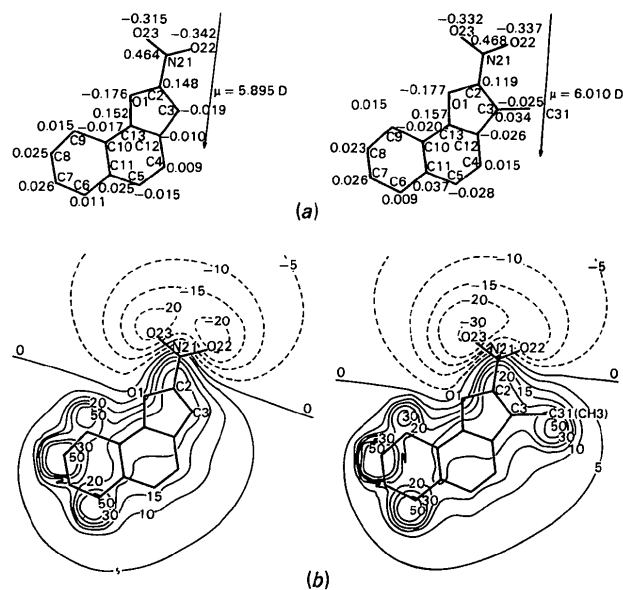 −0.315 −0.342
O23 O22
0.464 N21
−0.176 C2 0.148
O1
C3 −0.019
μ = 5.895 D
0.152
0.015 −0.017 C13 −0.010
C9 C10 C12
0.025 C8 C11 C4
0.009
C7 C6 C5
0.026 0.025 −0.015
0.011
−0.332 −0.337
O23 0.468 O22
N21
−0.177 C2 0.119
O1
C3 −0.025
0.034 C31
μ = 6.010 D
0.015 0.157
−0.020 C13 −0.026
C9 C10 C12
0.023 C8 C11 C4
0.015
C7 C6 C5
0.026 0.037 −0.028
0.009
(a)
−10 −5
−15
−20
−20
O23 N21 O22
0
O1 C2
C3
0
20
50
30
50
20
50
30
15
10
5
−10 −5
−15
−20
−30
O23 N21 O22
0
20
O1 C2 15
C3 C31(CH3)
0
50
30
10
5
30
20
30
50
20
30
50
15
10
(b)